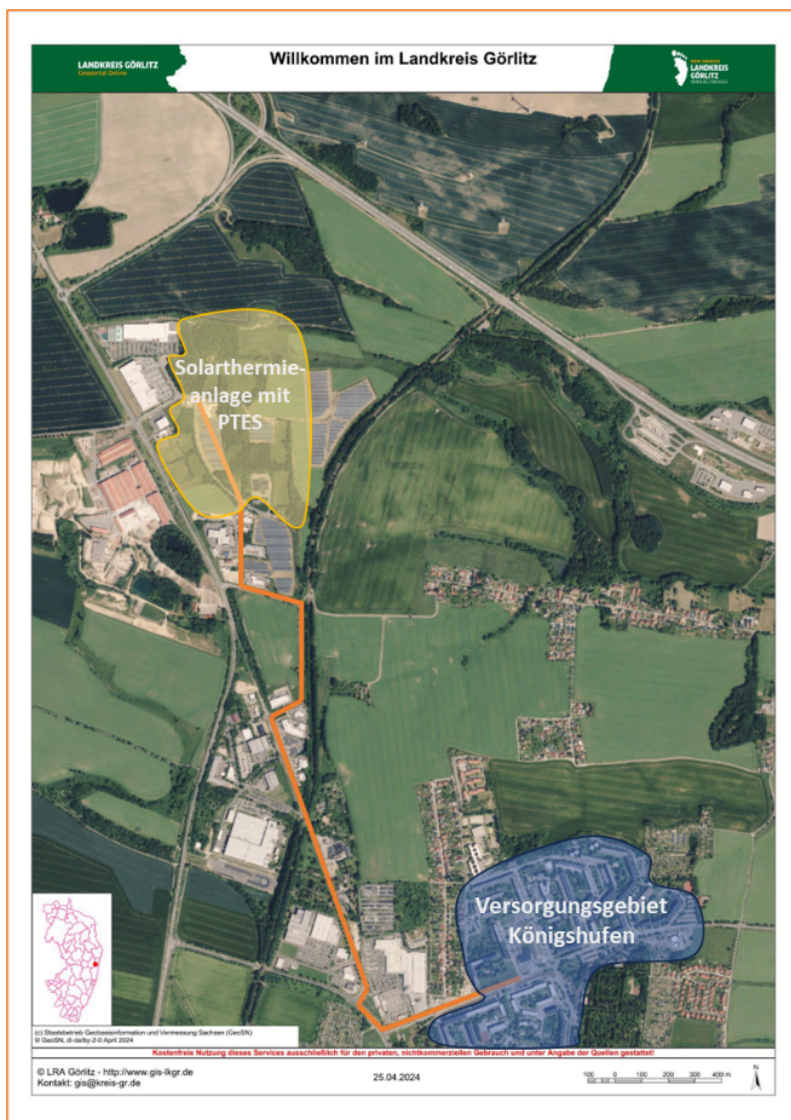 LANDKREIS GÖRLITZ
Geoportal Online
Willkommen im Landkreis Görlitz
LANDKREIS
GÖRLITZ
Solarthermie-
anlage mit
PTES
Versorgungsgebiet
Königshufen
(c) Staatsbetrieb Geobasisinformation und Vermessung Sachsen (GeoSN)
© GeoSN, dl-de/by-2-0 April 2024
Kostenfreie Nutzung dieses Services ausschließlich für den privaten, nichtkommerziellen Gebrauch und unter Angabe der Quellen gestattet!
© LRA Görlitz - http://www.gis-lkgr.de
Kontakt: gis@kreis-gr.de
25.04.2024
100 0 100 200 300 400 m
N